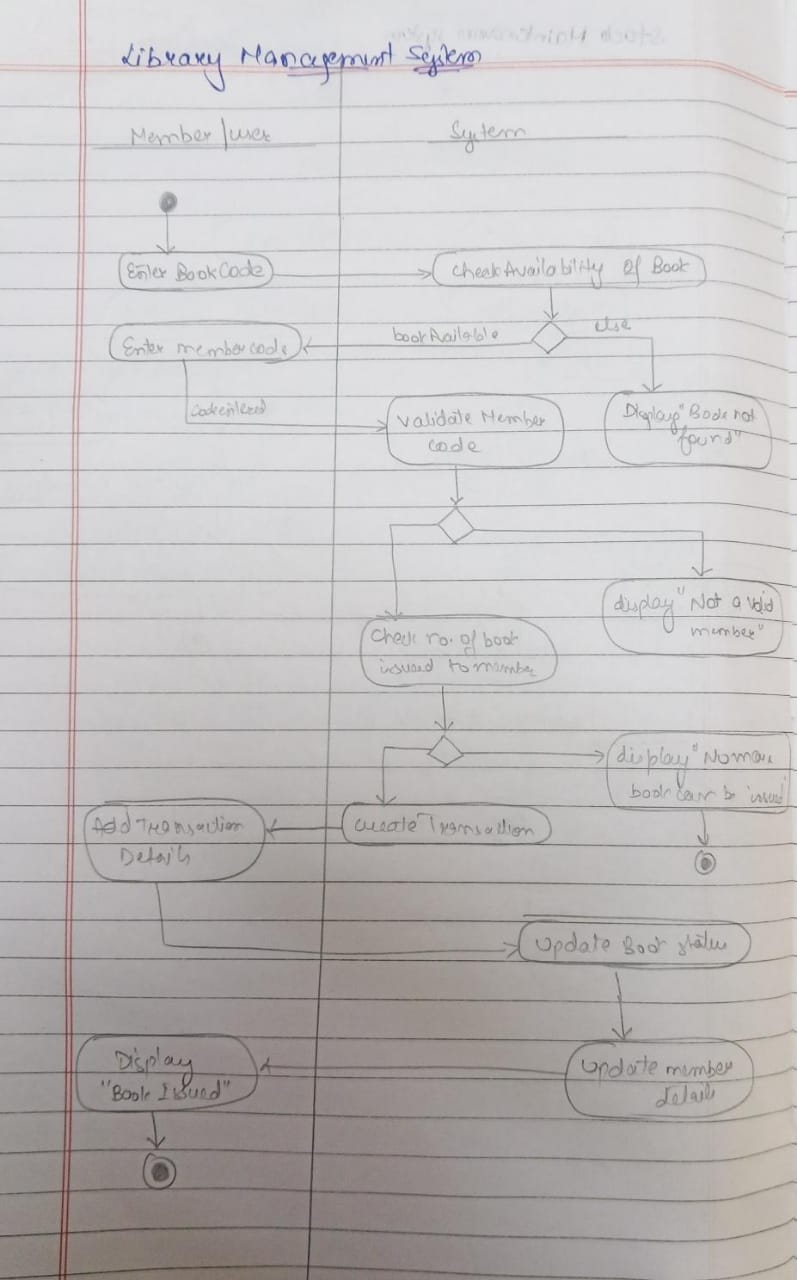 Library Management System
Member/user
System
Enter Book Code
Check Availability of Book
book Available
else
Enter member code
Code entered
Validate Member
code
Display "Book not
found"
display "Not a valid
member"
Check no. of book
issued to member
display "No more
book can be issued
Add Transaction
Details
Create Transaction
Update Book status
Display
"Book Issued"
Update member
details